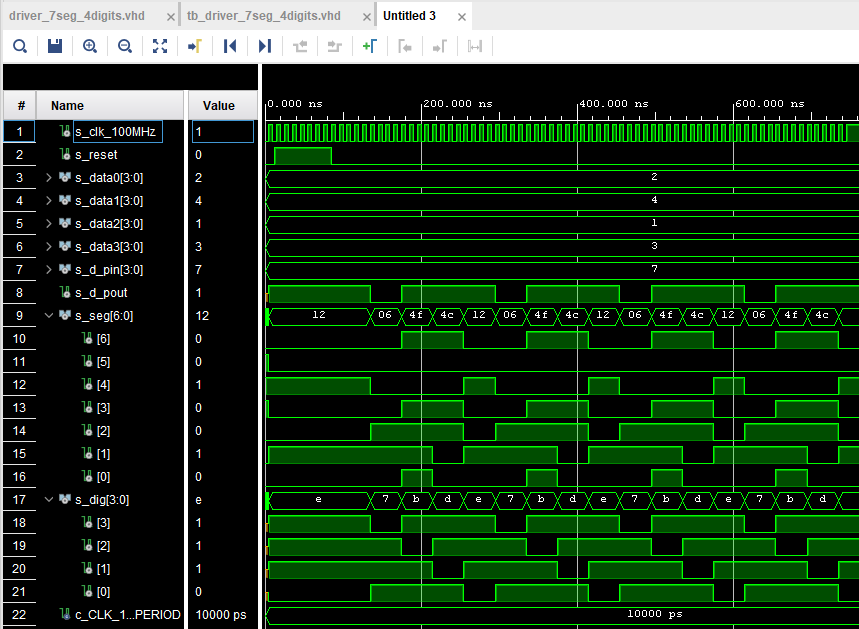 driver_7seg_4digits.vhd × tb_driver_7seg_4digits.vhd × Untitled 3 ×
# Name Value 0.000 ns 200.000 ns 400.000 ns 600.000 ns
1 s_clk_100MHz 1
2 s_reset 0
3 s_data0[3:0] 2 2
4 s_data1[3:0] 4 4
5 s_data2[3:0] 1 1
6 s_data3[3:0] 3 3
7 s_d_pin[3:0] 7 7
8 s_d_pout 1
9 s_seg[6:0] 12 12 06 4f 4c 12 06 4f 4c 12 06 4f 4c 12 06 4f 4c
10 [6] 0
11 [5] 0
12 [4] 1
13 [3] 0
14 [2] 0
15 [1] 1
16 [0] 0
17 s_dig[3:0] e e 7 b d e 7 b d e 7 b d e 7 b d
18 [3] 1
19 [2] 1
20 [1] 1
21 [0] 0
22 c_CLK_1...PERIOD 10000 ps 10000 ps